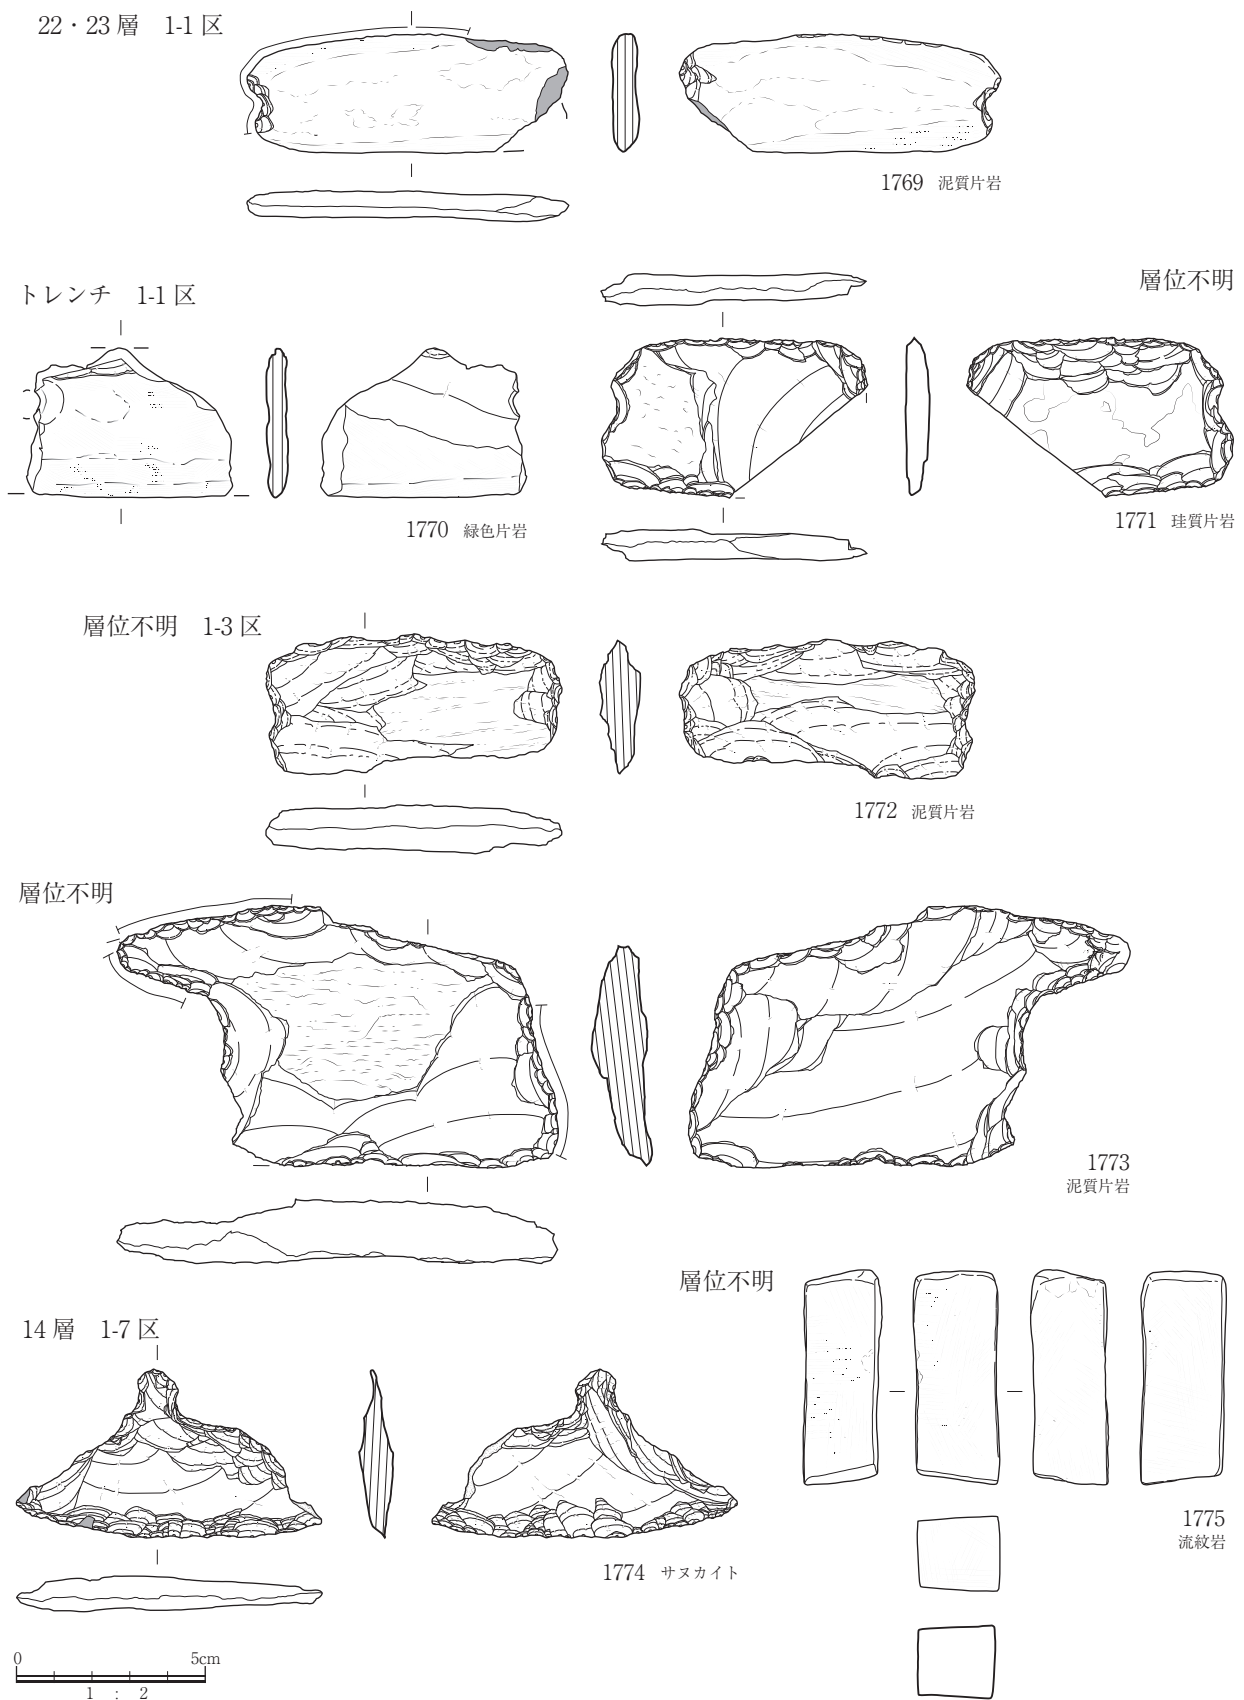 22・23 層　1-1 区
1769　泥質片岩
トレンチ　1-1 区
層位不明
1770　緑色片岩
1771　珪質片岩
層位不明　1-3 区
1772　泥質片岩
層位不明
1773
泥質片岩
層位不明
14 層　1-7 区
1775
流紋岩
1774　サヌカイト
0 5cm
1 : 2